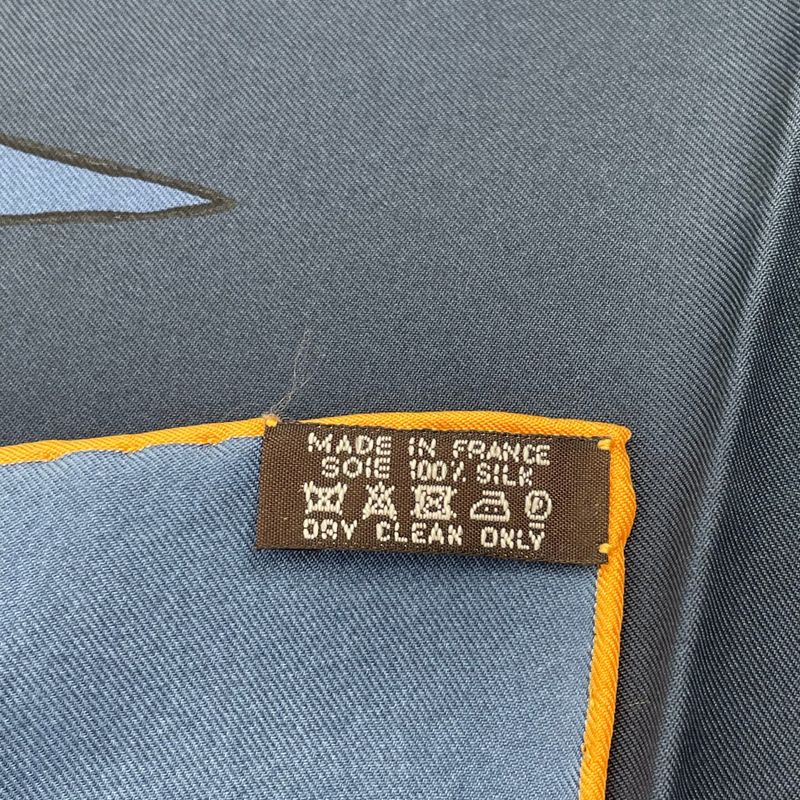 MADE IN FRANCE
SOIE 100% SILK
P
DRY CLEAN ONLY